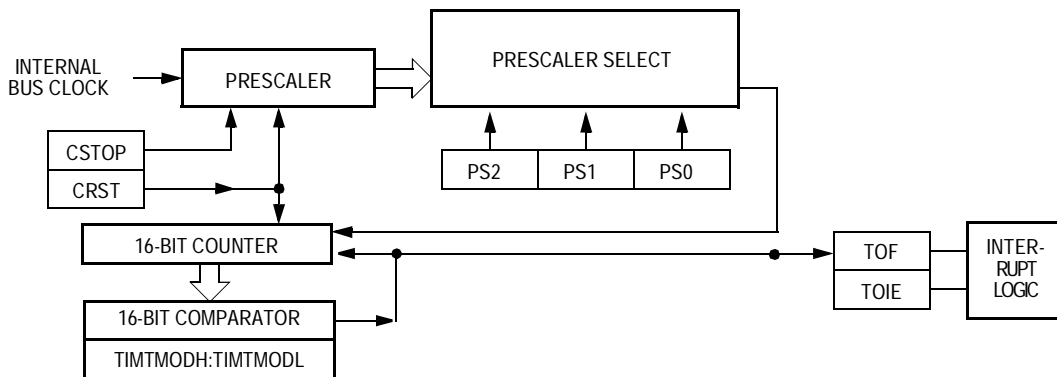 INTERNAL
BUS CLOCK
PRESCALER
PRESCALER SELECT
CSTOP
CRST
PS2
PS1
PS0
16-BIT COUNTER
16-BIT COMPARATOR
TIMTMODH:TIMTMODL
TOF
TOIE
INTER-
RUPT
LOGIC